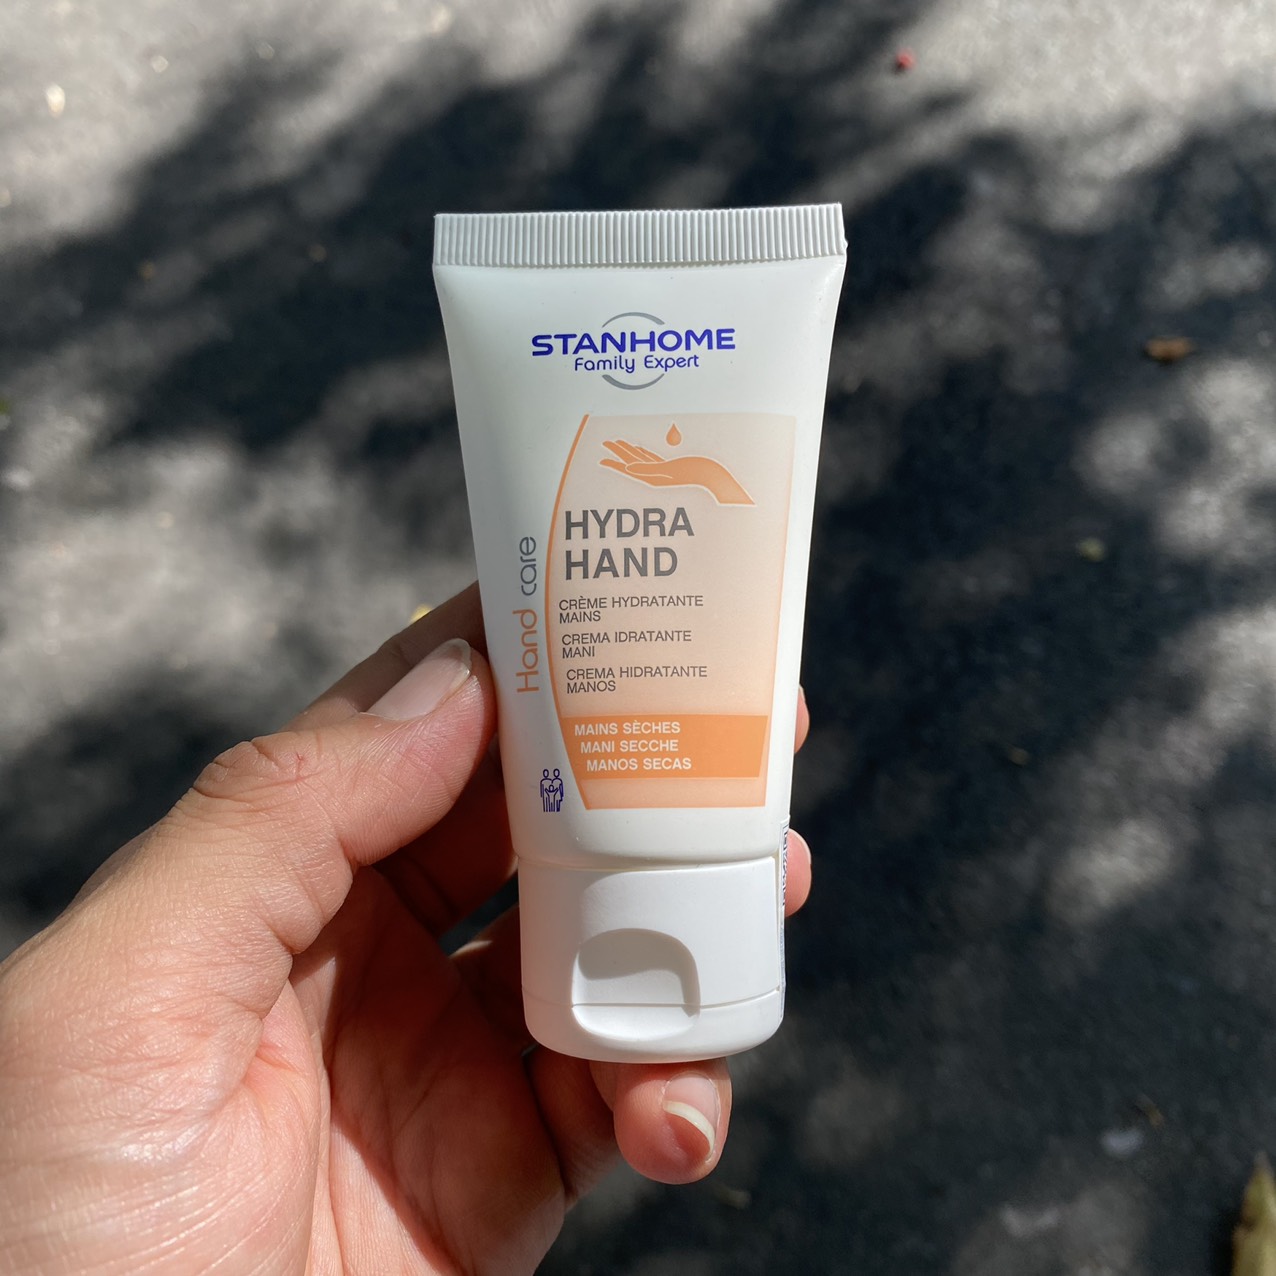 STANHOME
Family Expert
HYDRA
HAND
Hand care
CRÈME HYDRATANTE
MAINS
CREMA IDRATANTE
MANI
CREMA HIDRATANTE
MANOS
MAINS SÈCHES
MANI SECCHE
MANOS SECAS